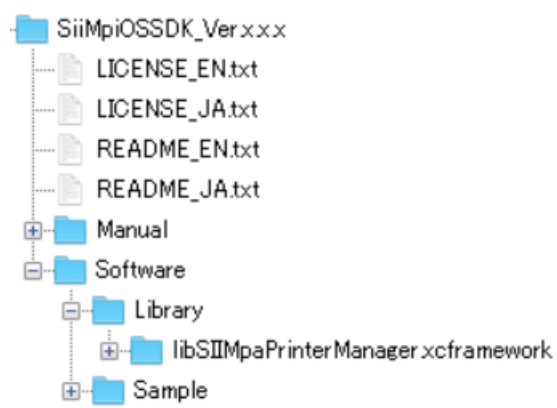 SiiMpiOSSDK_Ver.x.x.x
LICENSE_EN.txt
LICENSE_JA.txt
README_EN.txt
README_JA.txt
Manual
Software
Library
libSIIMpaPrinterManager.xcframework
Sample